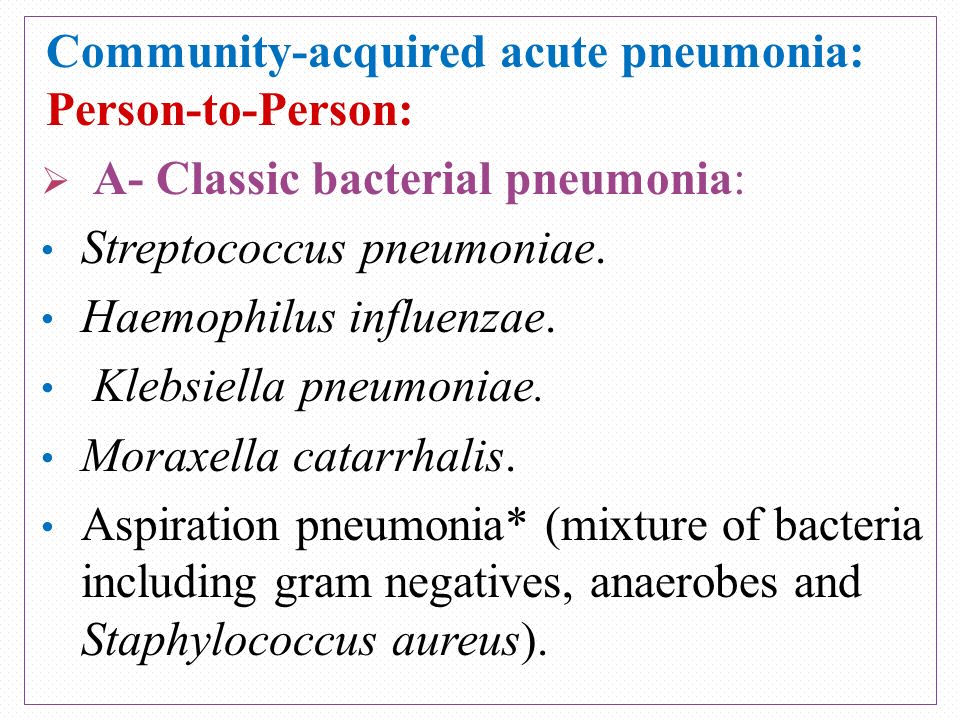 Community-acquired acute pneumonia:
Person-to-Person:
➢ A- Classic bacterial pneumonia:
• Streptococcus pneumoniae.
• Haemophilus influenzae.
• Klebsiella pneumoniae.
• Moraxella catarrhalis.
• Aspiration pneumonia* (mixture of bacteria
including gram negatives, anaerobes and
Staphylococcus aureus).